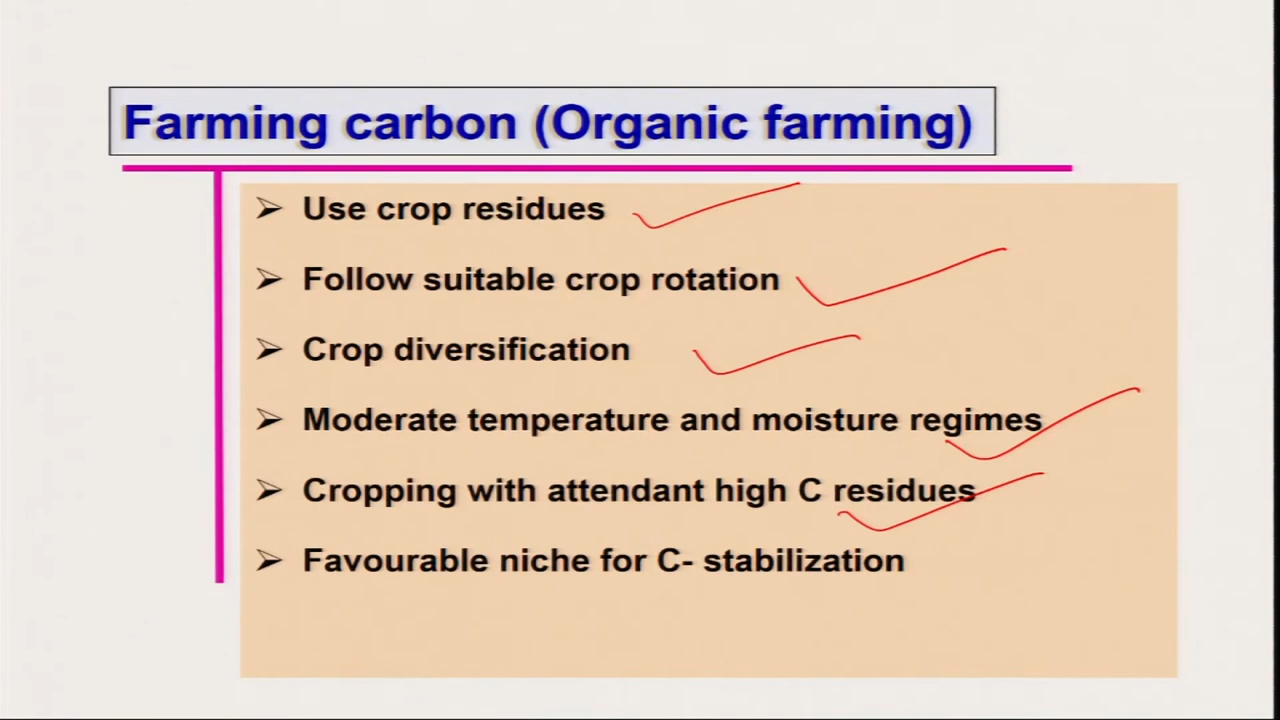 Farming carbon (Organic farming)
Use crop residues
Follow suitable crop rotation
Crop diversification
Moderate temperature and moisture regimes
Cropping with attendant high C residues
Favourable niche for C- stabilization